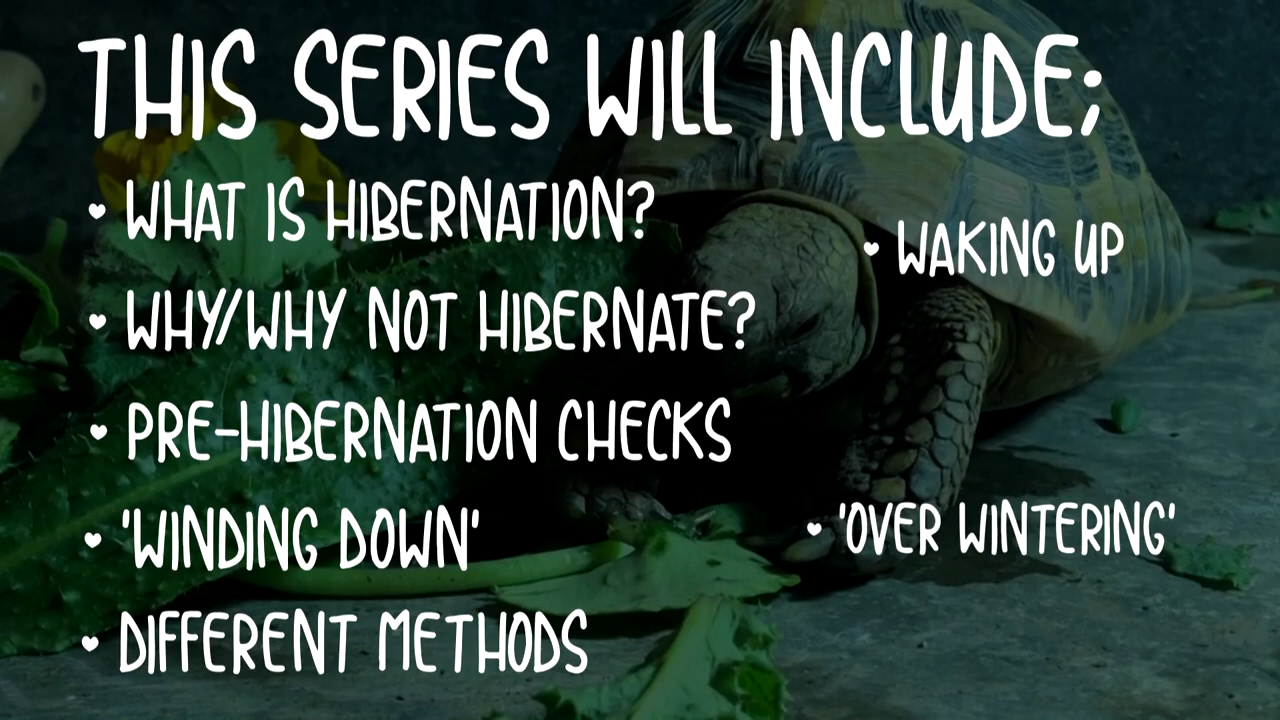 THIS SERIES WILL INCLUDE;
WHAT IS HIBERNATION?
WHY/WHY NOT HIBERNATE?
PRE-HIBERNATION CHECKS
'WINDING DOWN'
DIFFERENT METHODS
WAKING UP
'OVER WINTERING'